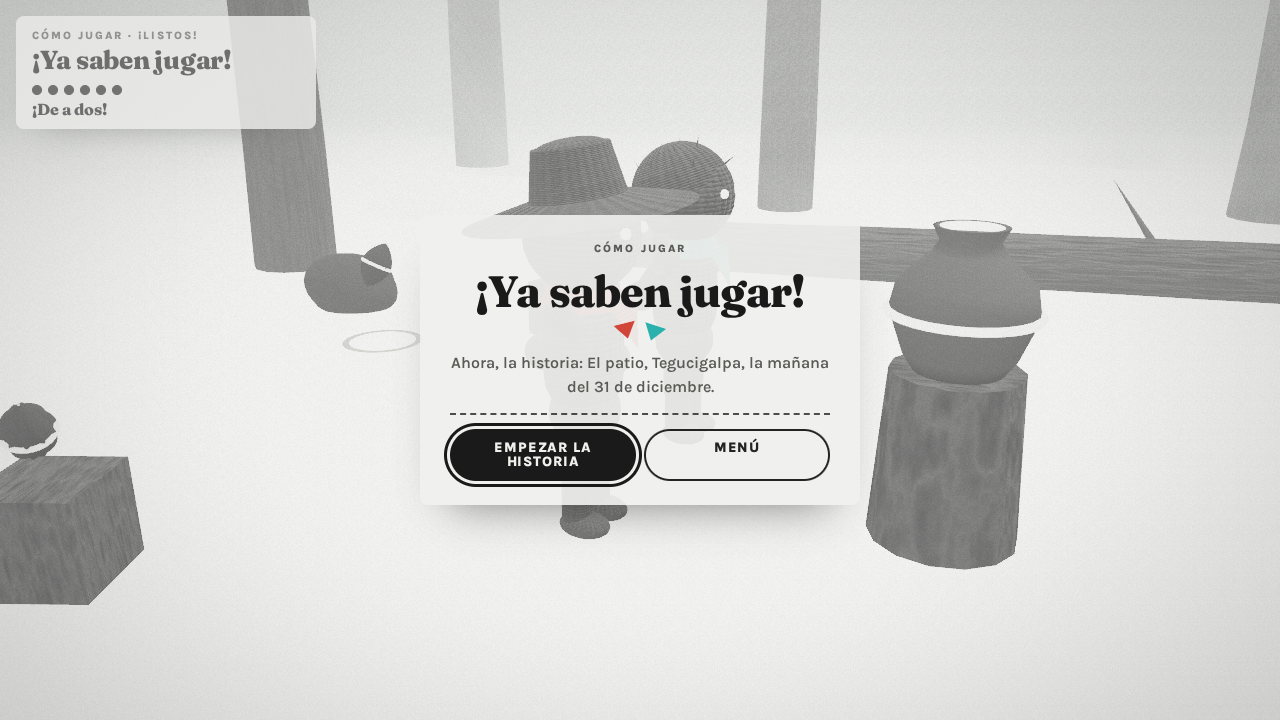 CÓMO JUGAR · ¡LISTOS!
¡Ya saben jugar!
¡De a dos!
CÓMO JUGAR
¡Ya saben jugar!
Ahora, la historia: El patio, Tegucigalpa, la mañana
del 31 de diciembre.
EMPEZAR LA
HISTORIA
MENÚ